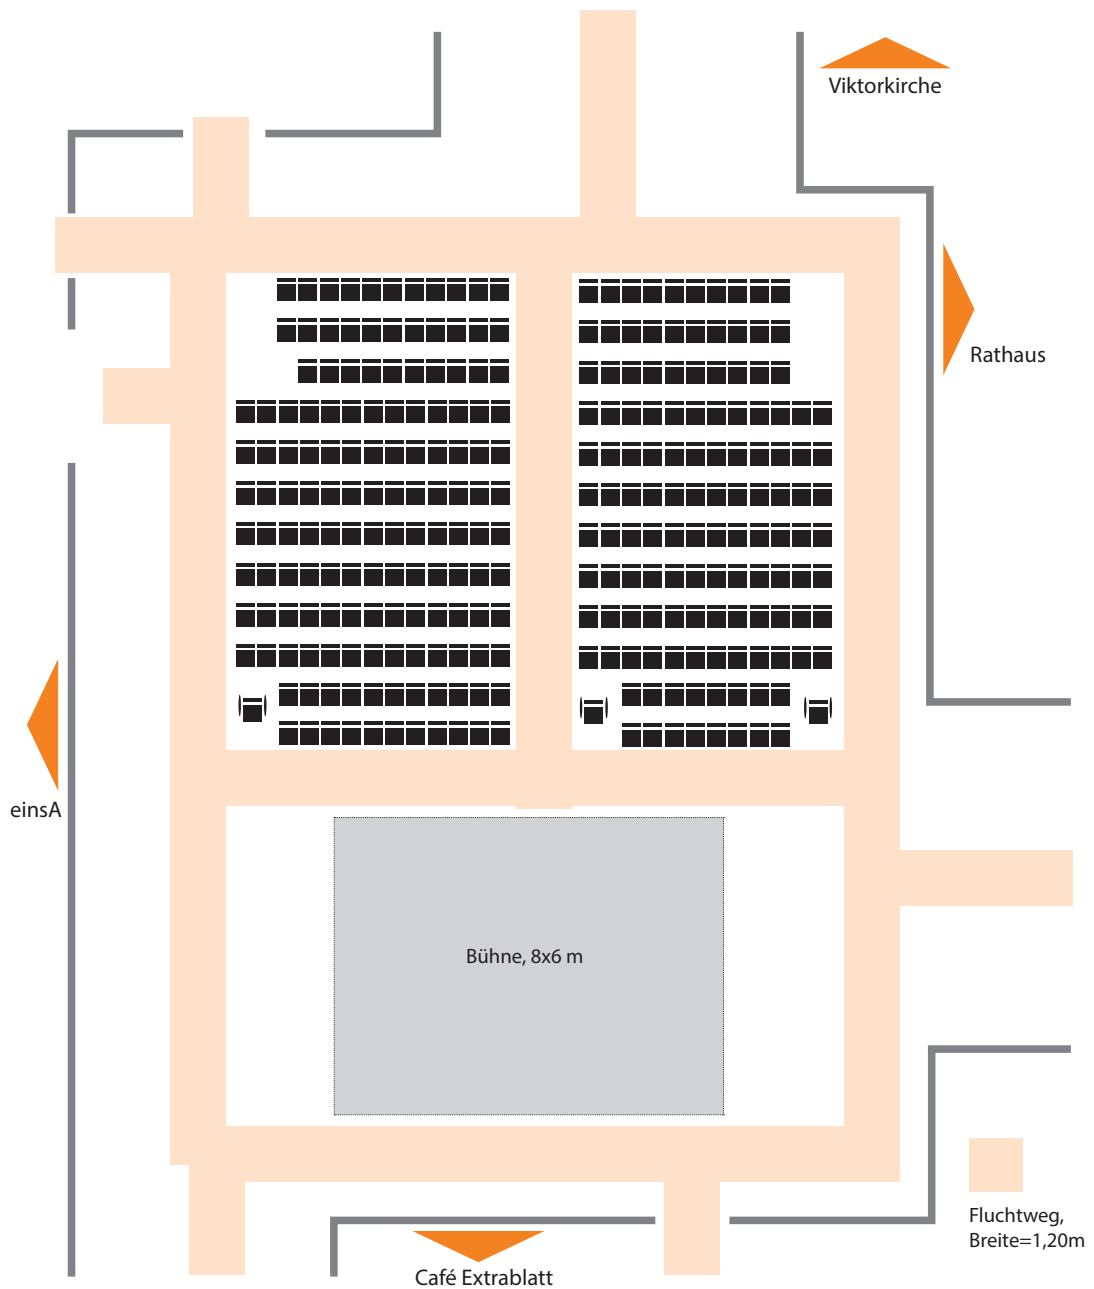 Viktorkirche
Rathaus
einsA
Bühne, 8x6 m
Fluchtweg,
Breite=1,20m
Café Extrablatt